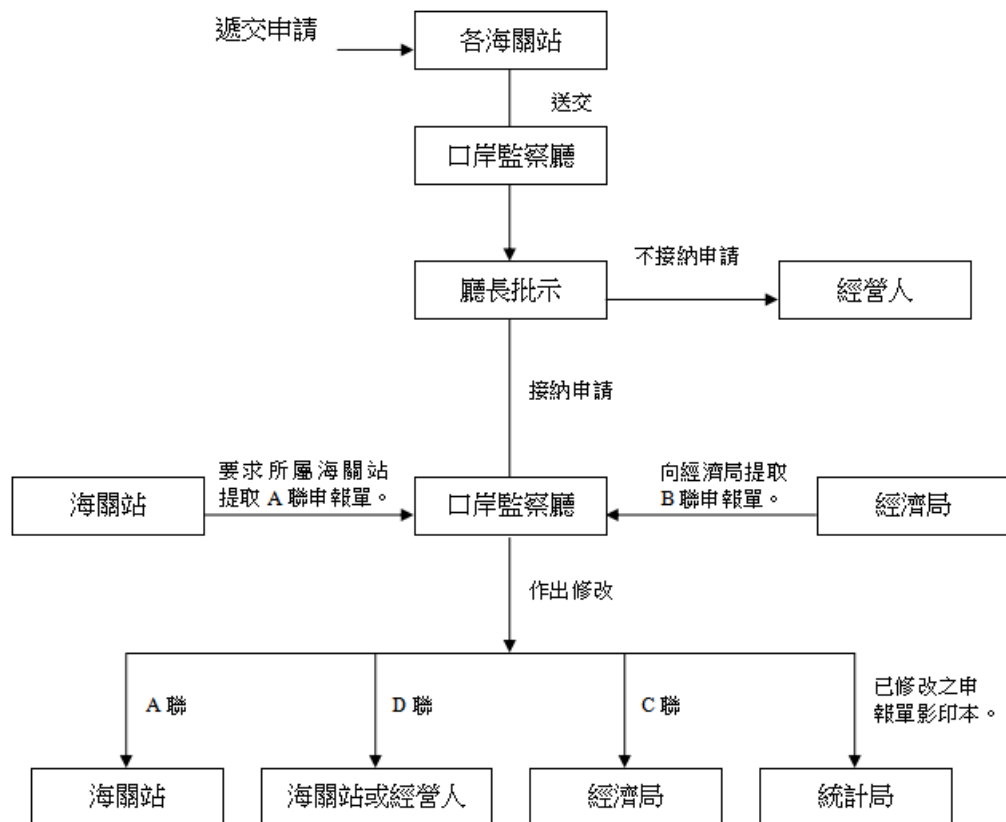 遞交申請
各海關站
送交
口岸監察廳
廳長批示
不接納申請
經營人
接納申請
海關站
要求所屬海關站
提取 A 聯申報單。
口岸監察廳
向經濟局提取
B 聯申報單。
經濟局
作出修改
A 聯
D 聯
C 聯
已修改之申
報單影印本。
海關站
海關站或經營人
經濟局
統計局